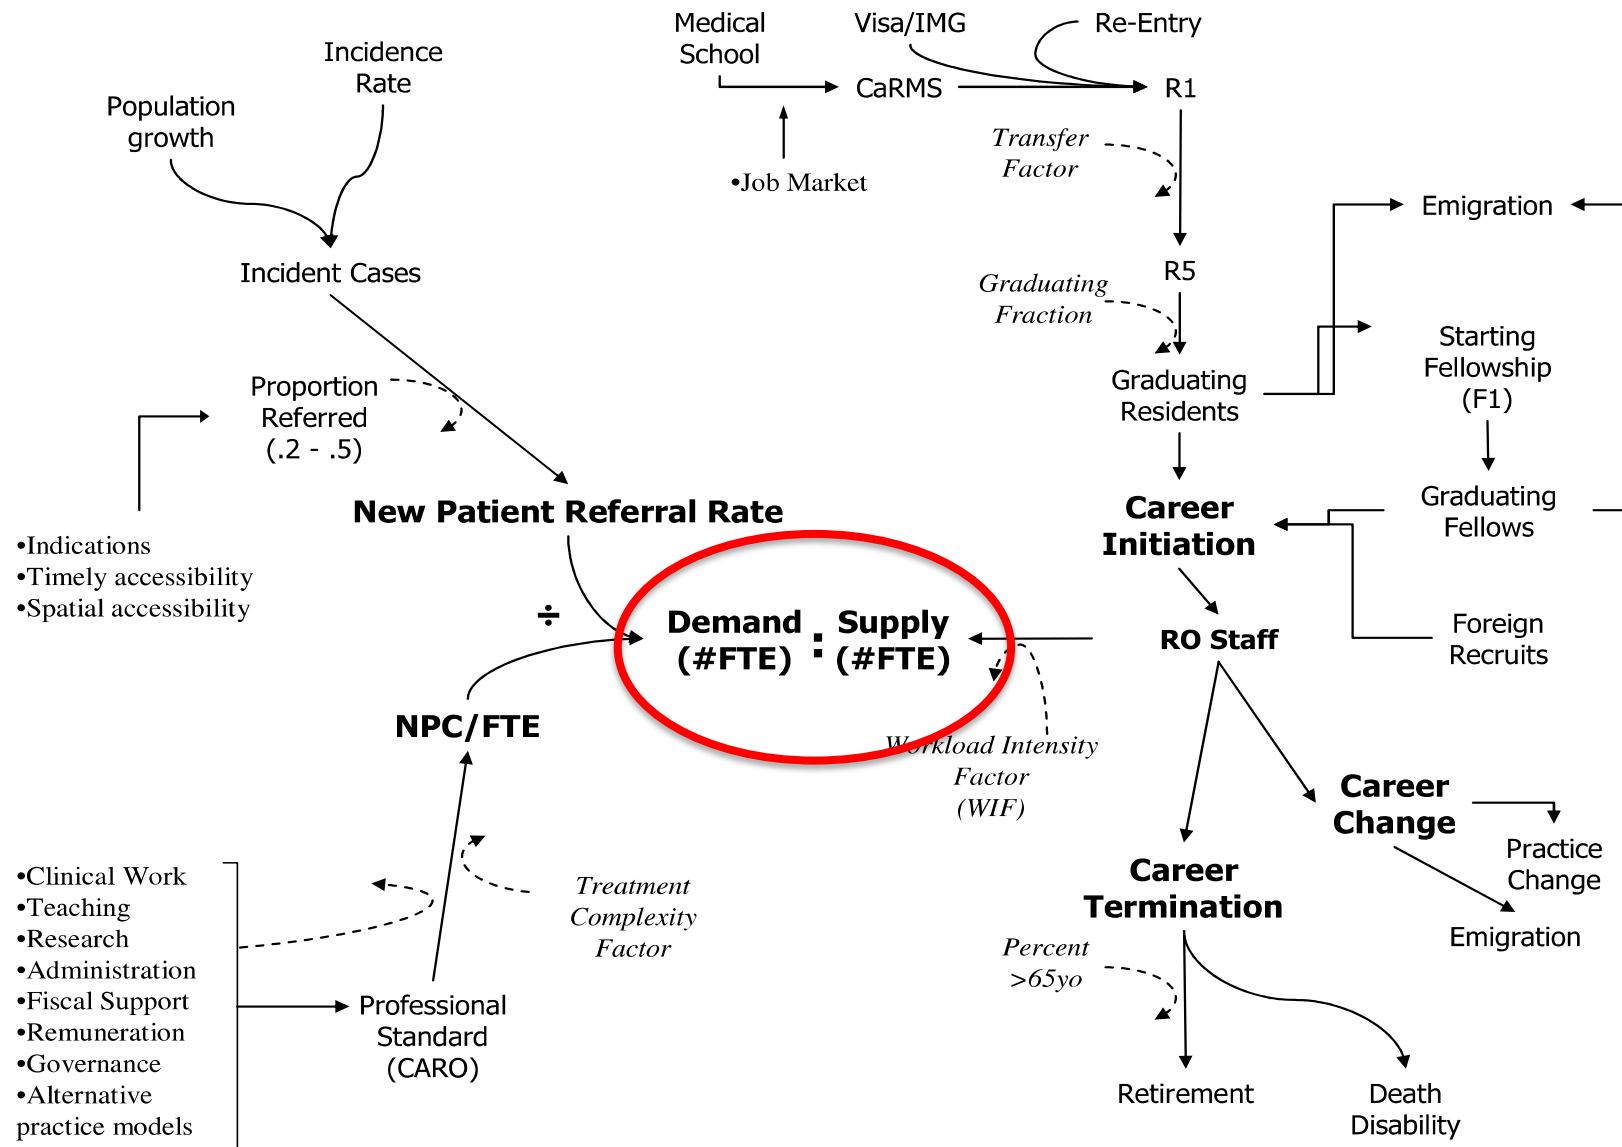 Medical
School
Visa/IMG
Re-Entry
Incidence
Rate
Population
growth
CaRMS
R1
Transfer
Factor
•Job Market
Emigration
Incident Cases
R5
Graduating
Fraction
Starting
Fellowship
(F1)
Proportion
Referred
(.2 - .5)
Graduating
Residents
New Patient Referral Rate
Career
Initiation
Graduating
Fellows
•Indications
•Timely accessibility
•Spatial accessibility
÷
Demand : Supply
(#FTE) (#FTE)
RO Staff
Foreign
Recruits
NPC/FTE
Workload Intensity
Factor
(WIF)
Career
Change
Practice
Change
Emigration
•Clinical Work
•Teaching
•Research
•Administration
•Fiscal Support
•Remuneration
•Governance
•Alternative
practice models
Treatment
Complexity
Factor
Career
Termination
Percent
>65yo
Professional
Standard
(CARO)
Retirement
Death
Disability